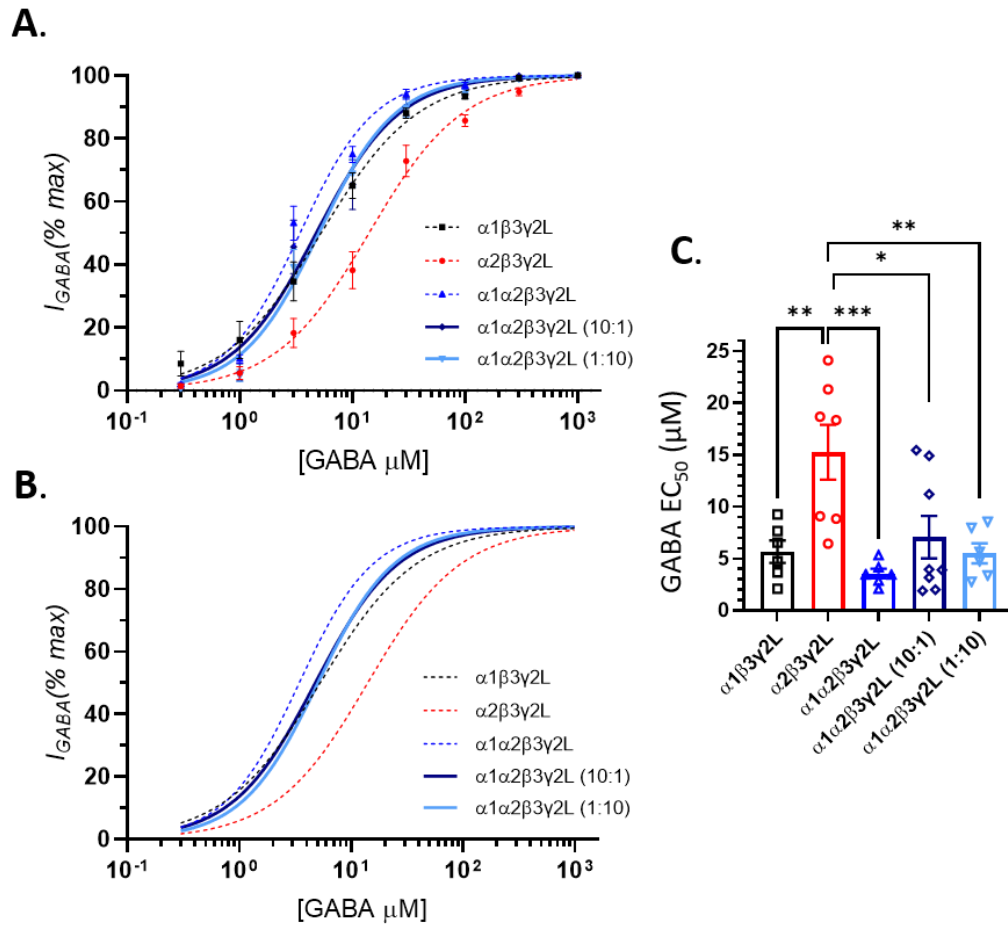 A.
I_GABA (% max)
100
80
60
40
20
0
α1β3γ2L
α2β3γ2L
α1α2β3γ2L
α1α2β3γ2L (10:1)
α1α2β3γ2L (1:10)
10⁻¹ 10⁰ 10¹ 10² 10³
[GABA μM]
B.
I_GABA (% max)
100
80
60
40
20
0
α1β3γ2L
α2β3γ2L
α1α2β3γ2L
α1α2β3γ2L (10:1)
α1α2β3γ2L (1:10)
10⁻¹ 10⁰ 10¹ 10² 10³
[GABA μM]
C.
**
*
** ***
GABA EC₅₀ (μM)
25
20
15
10
5
0
α1β3γ2L
α2β3γ2L
α1α2β3γ2L
α1α2β3γ2L (10:1)
α1α2β3γ2L (1:10)